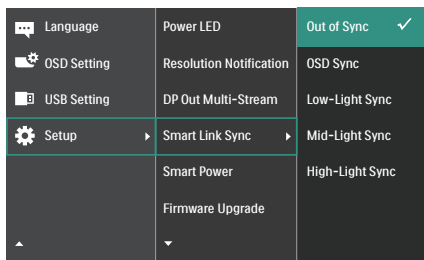 Language
OSD Setting
USB Setting
Setup
Power LED
Resolution Notification
DP Out Multi-Stream
Smart Link Sync
Smart Power
Firmware Upgrade
Out of Sync
OSD Sync
Low-Light Sync
Mid-Light Sync
High-Light Sync